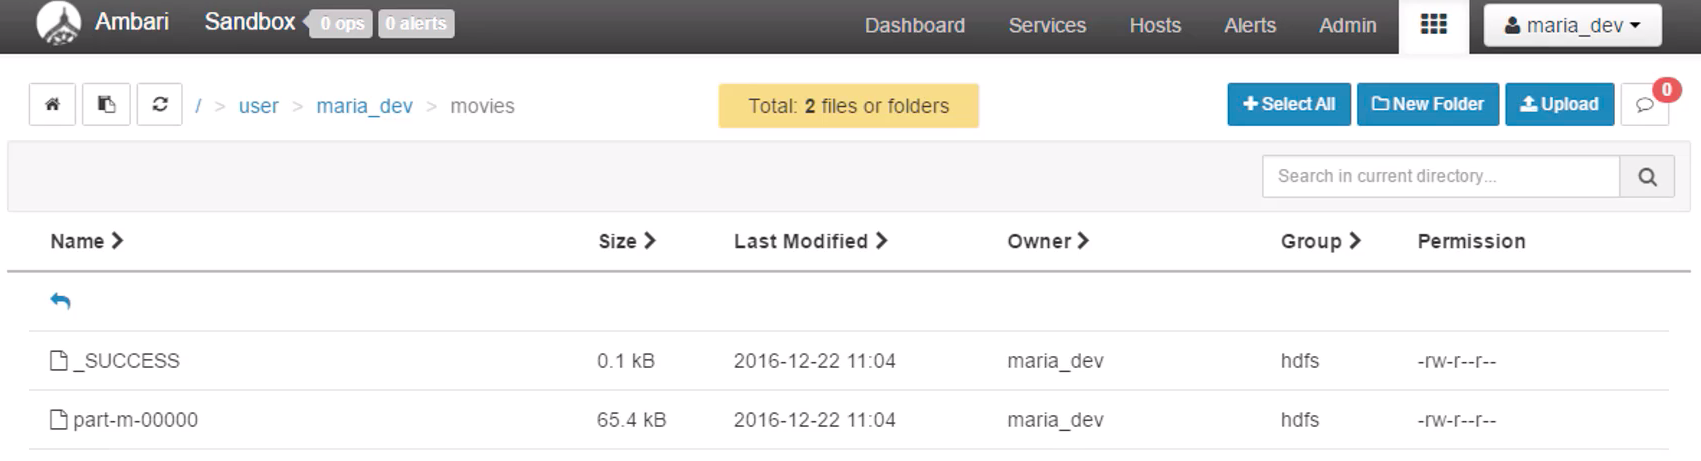 Ambari Sandbox 0 ops 0 alerts Dashboard Services Hosts Alerts Admin maria_dev
/ > user > maria_dev > movies Total: 2 files or folders Select All New Folder Upload 0
Search in current directory...
Name Size Last Modified Owner Group Permission
_SUCCESS 0.1 kB 2016-12-22 11:04 maria_dev hdfs -rw-r--r--
part-m-00000 65.4 kB 2016-12-22 11:04 maria_dev hdfs -rw-r--r--